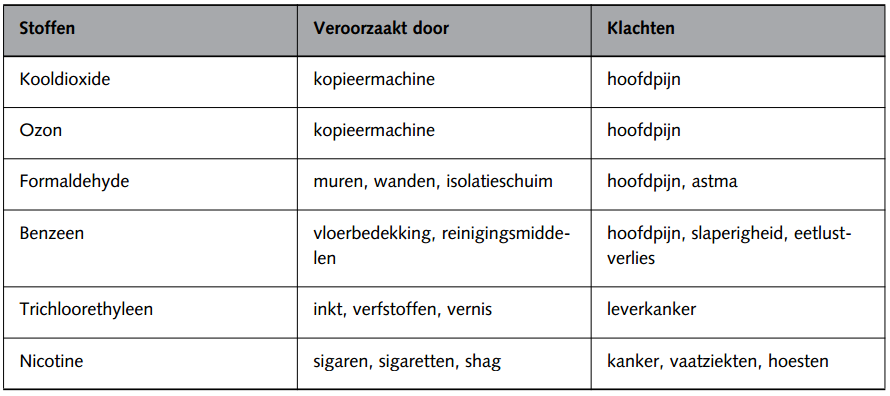 Stoffen Veroorzaakt door Klachten
Kooldioxide kopieermachine hoofdpijn
Ozon kopieermachine hoofdpijn
Formaldehyde muren, wanden, isolatieschuim hoofdpijn, astma
Benzeen vloerbedekking, reinigingsmidde- hoofdpijn, slaperigheid, eetlust-
len verlies
Trichloorethyleen inkt, verfstoffen, vernis leverkanker
Nicotine sigaren, sigaretten, shag kanker, vaatziekten, hoesten